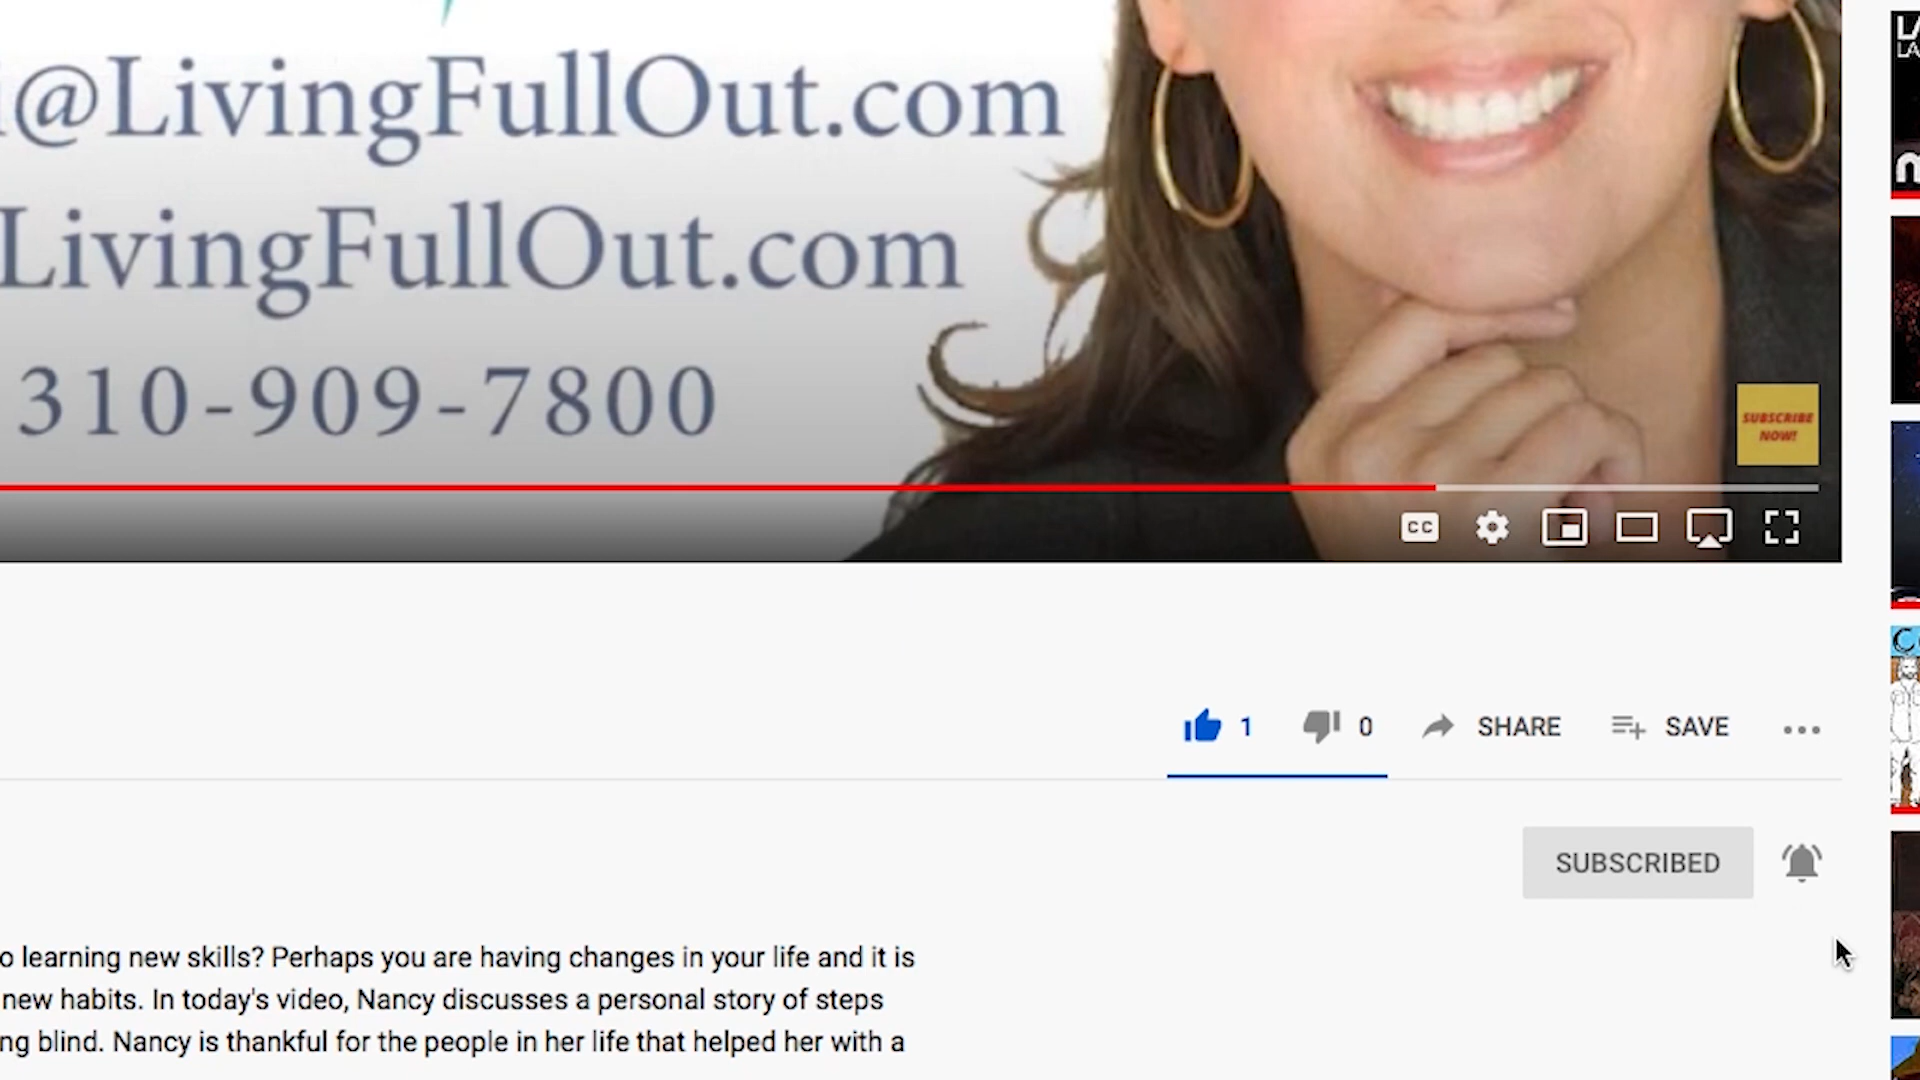 i@LivingFullOut.com
LivingFullOut.com
310-909-7800
SUBSCRIBE
NOW!
CC
1 0 SHARE SAVE
SUBSCRIBED
o learning new skills? Perhaps you are having changes in your life and it is
new habits. In today's video, Nancy discusses a personal story of steps
ng blind. Nancy is thankful for the people in her life that helped her with a
LA
LA